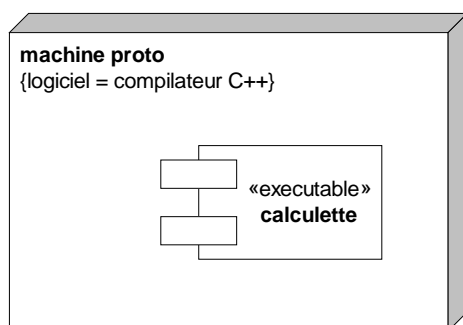 machine proto
{logiciel = compilateur C++}
«executable»
calculette